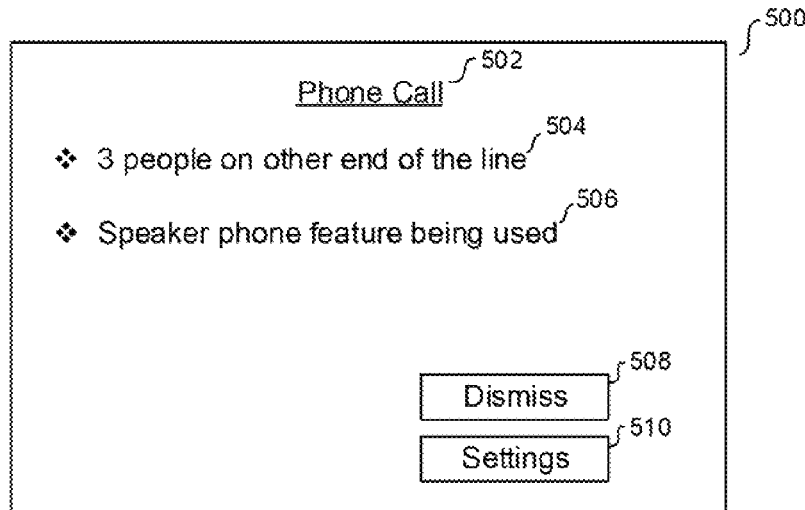 500
502
Phone Call
504
❖ 3 people on other end of the line
506
❖ Speaker phone feature being used
508
Dismiss
510
Settings